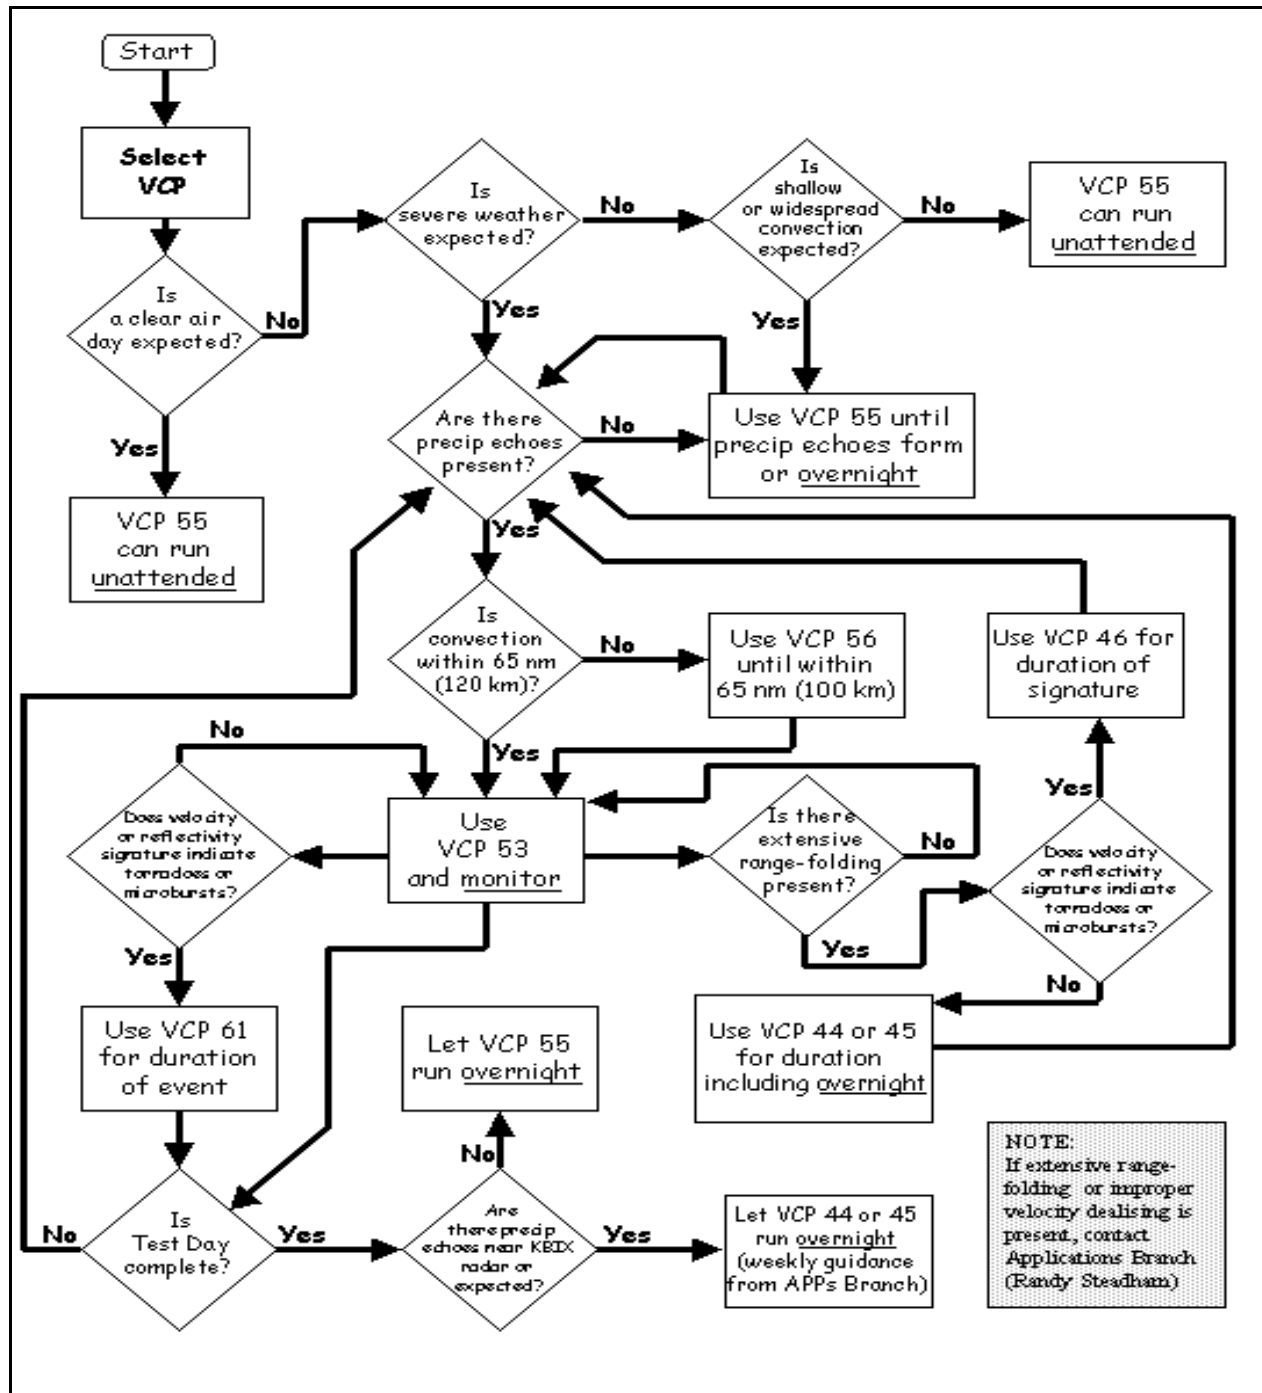 Start
Select
VCP
Is
a clear air
day expected?
No
Yes
VCP 55
can run
unattended
Is
severe weather
expected?
No
Yes
Is
shallow
or widespread
convection
expected?
No
VCP 55
can run
unattended
Yes
Use VCP 55 until
precip echoes form
or overnight
Are there
precip echoes
present?
No
Yes
Is
convection
within 65 nm
(120 km)?
No
Use VCP 56
until within
65 nm (100 km)
Yes
Use
VCP 53
and monitor
Does velocity
or reflectivity
signature indicate
tornadoes or
microbursts?
No
Yes
Use VCP 61
for duration
of event
Is there
extensive
range-folding
present?
No
Yes
Does velocity
or reflectivity
signature indicate
tornadoes or
microbursts?
Yes
Use VCP 46 for
duration of
signature
No
Use VCP 44 or 45
for duration
including overnight
Is
Test Day
complete?
No
Yes
Are
there precip
echoes near KBIX
radar or
expected?
No
Let VCP 55
run overnight
Yes
Let VCP 44 or 45
run overnight
(weekly guidance
from APPs Branch)
NOTE:
If extensive range-
folding or improper
velocity dealising is
present, contact
Applications Branch
(Randy Steadham)